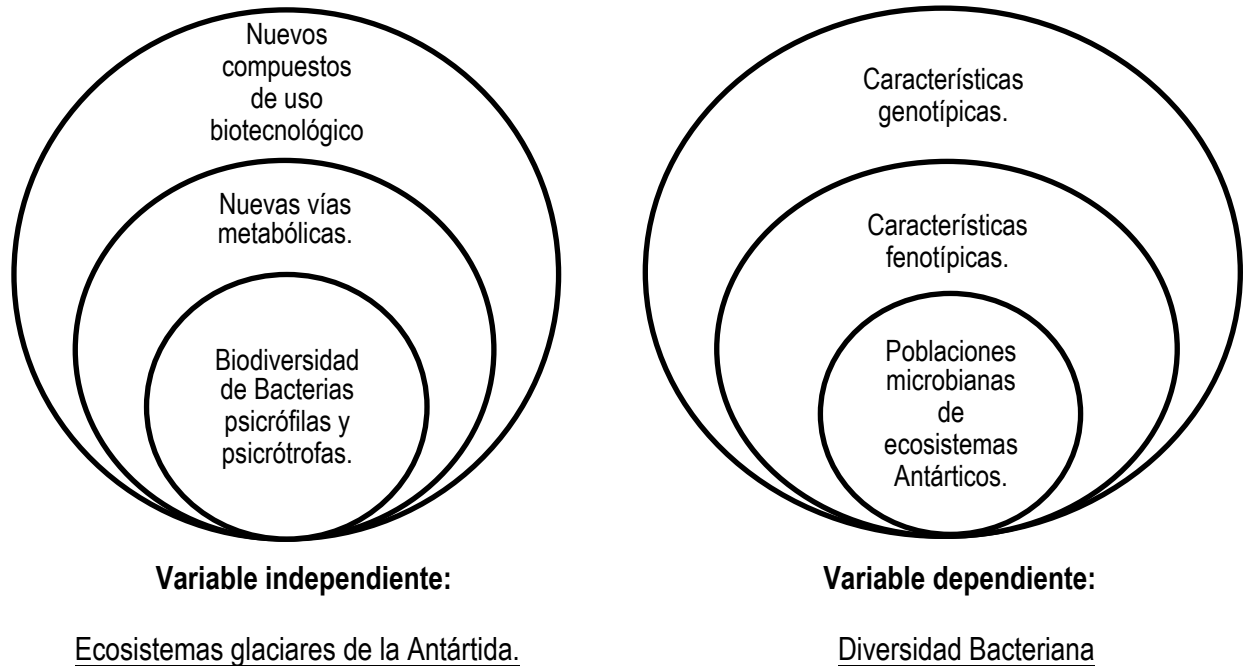 Nuevos
compuestos
de uso
biotecnológico
Nuevas vías
metabólicas.
Biodiversidad
de Bacterias
psicrófilas y
psicrótrofas.
Variable independiente:
Ecosistemas glaciares de la Antártida.
Características
genotípicas.
Características
fenotípicas.
Poblaciones
microbianas
de
ecosistemas
Antárticos.
Variable dependiente:
Diversidad Bacteriana